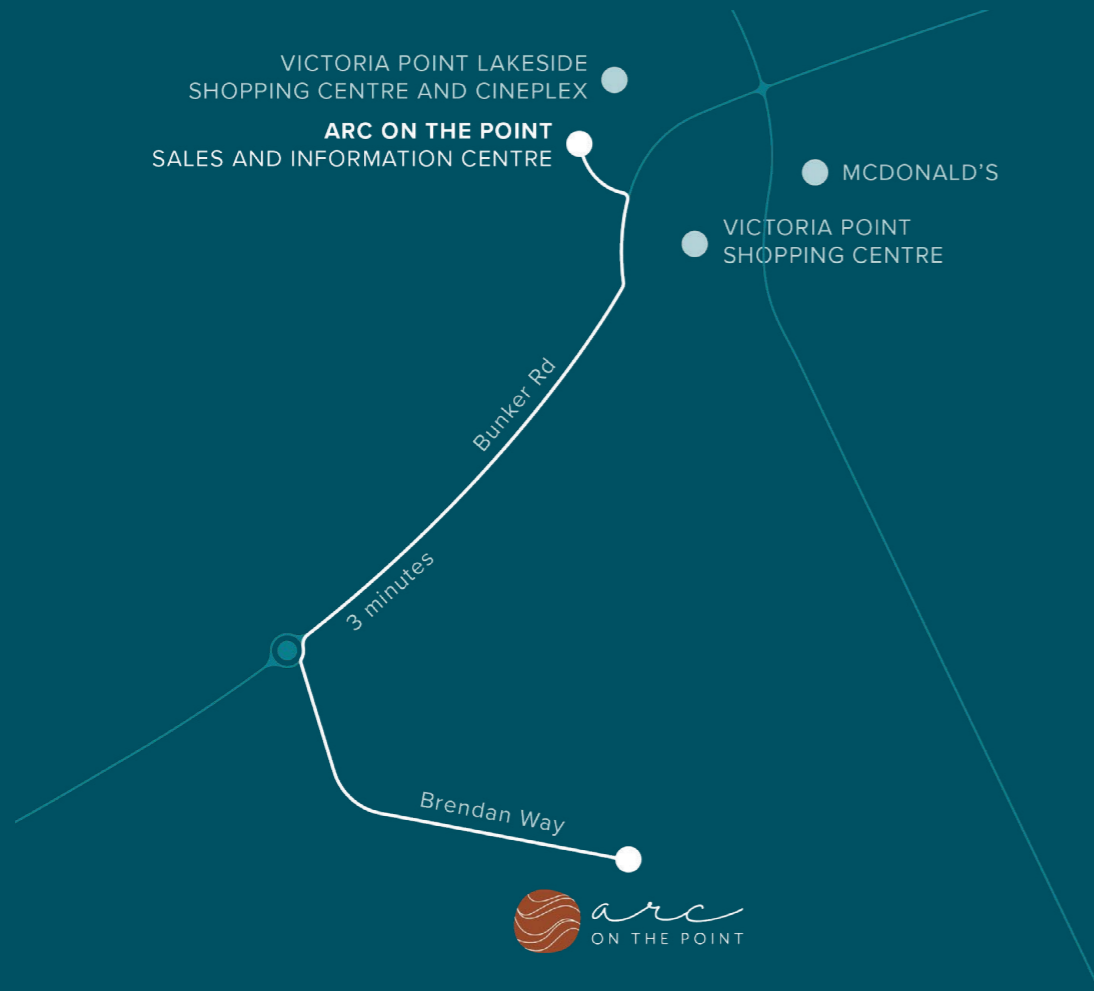 VICTORIA POINT LAKESIDE
SHOPPING CENTRE AND CINEPLEX
ARC ON THE POINT
SALES AND INFORMATION CENTRE
MCDONALD'S
VICTORIA POINT
SHOPPING CENTRE
Bunker Rd
3 minutes
Brendan Way
arc
ON THE POINT